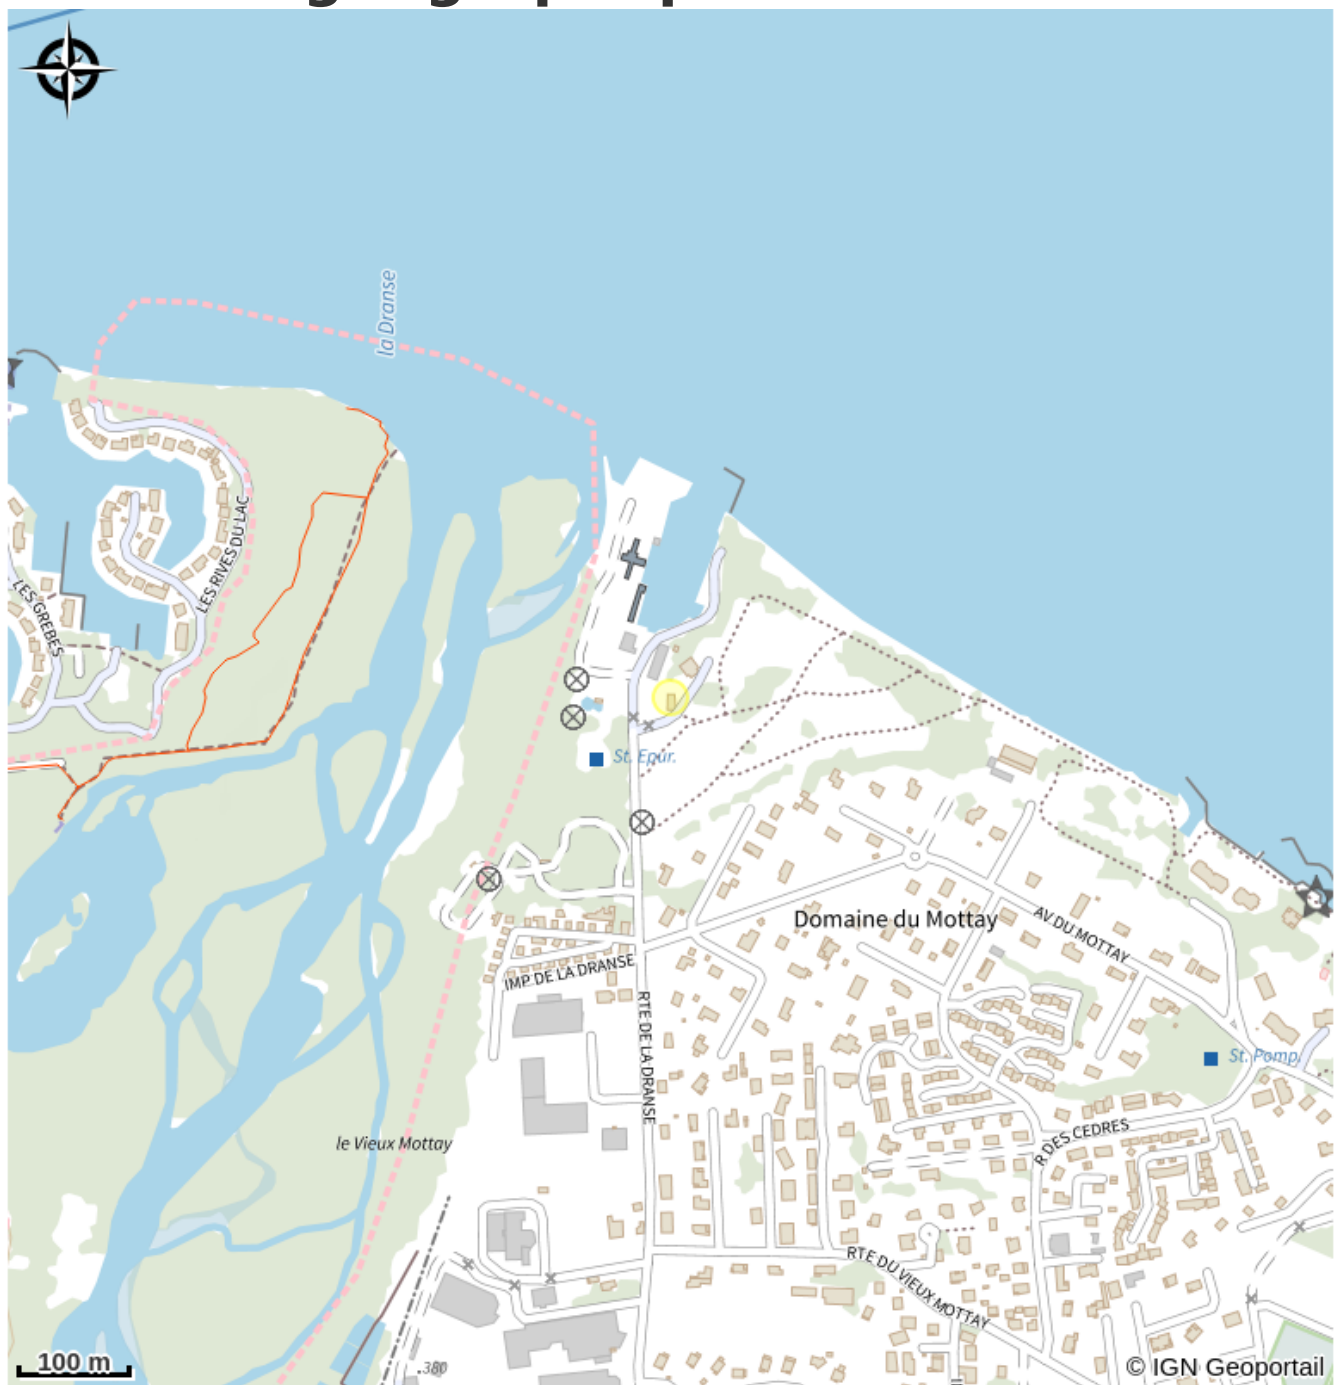 la Dranse
LES RIVES DU LAC
LES GREBES
St. Epur.
Domaine du Mottay
AV DU MOTTAY
IMP DE LA DRANSE
RTE DE LA DRANSE
St. Pomp.
R DES CEDRES
le Vieux Mottay
RTE DU VIEUX MOTTAY
100 m
.380
© IGN Geoportail